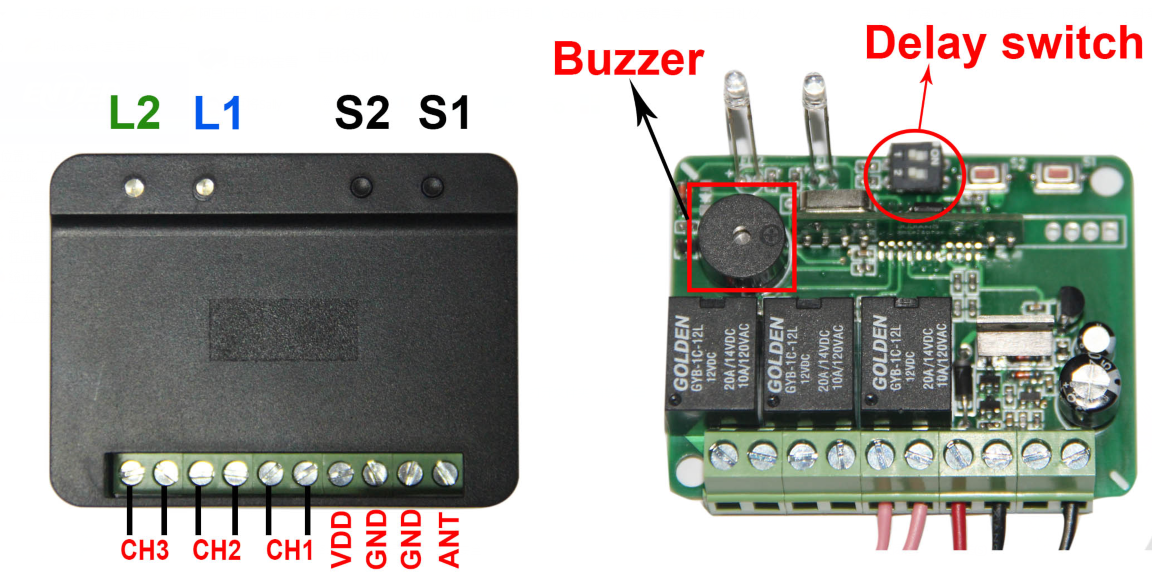 Buzzer
Delay switch
L2 L1 S2 S1
GOLDEN
GYB-1C-12L
12VDC
20A/14VDC
10A/120VAC
GOLDEN
GYB-1C-12L
12VDC
20A/14VDC
10A/120VAC
GOLDEN
GYB-1C-12L
12VDC
20A/14VDC
10A/120VAC
CH3 CH2 CH1 VDD GND GND ANT